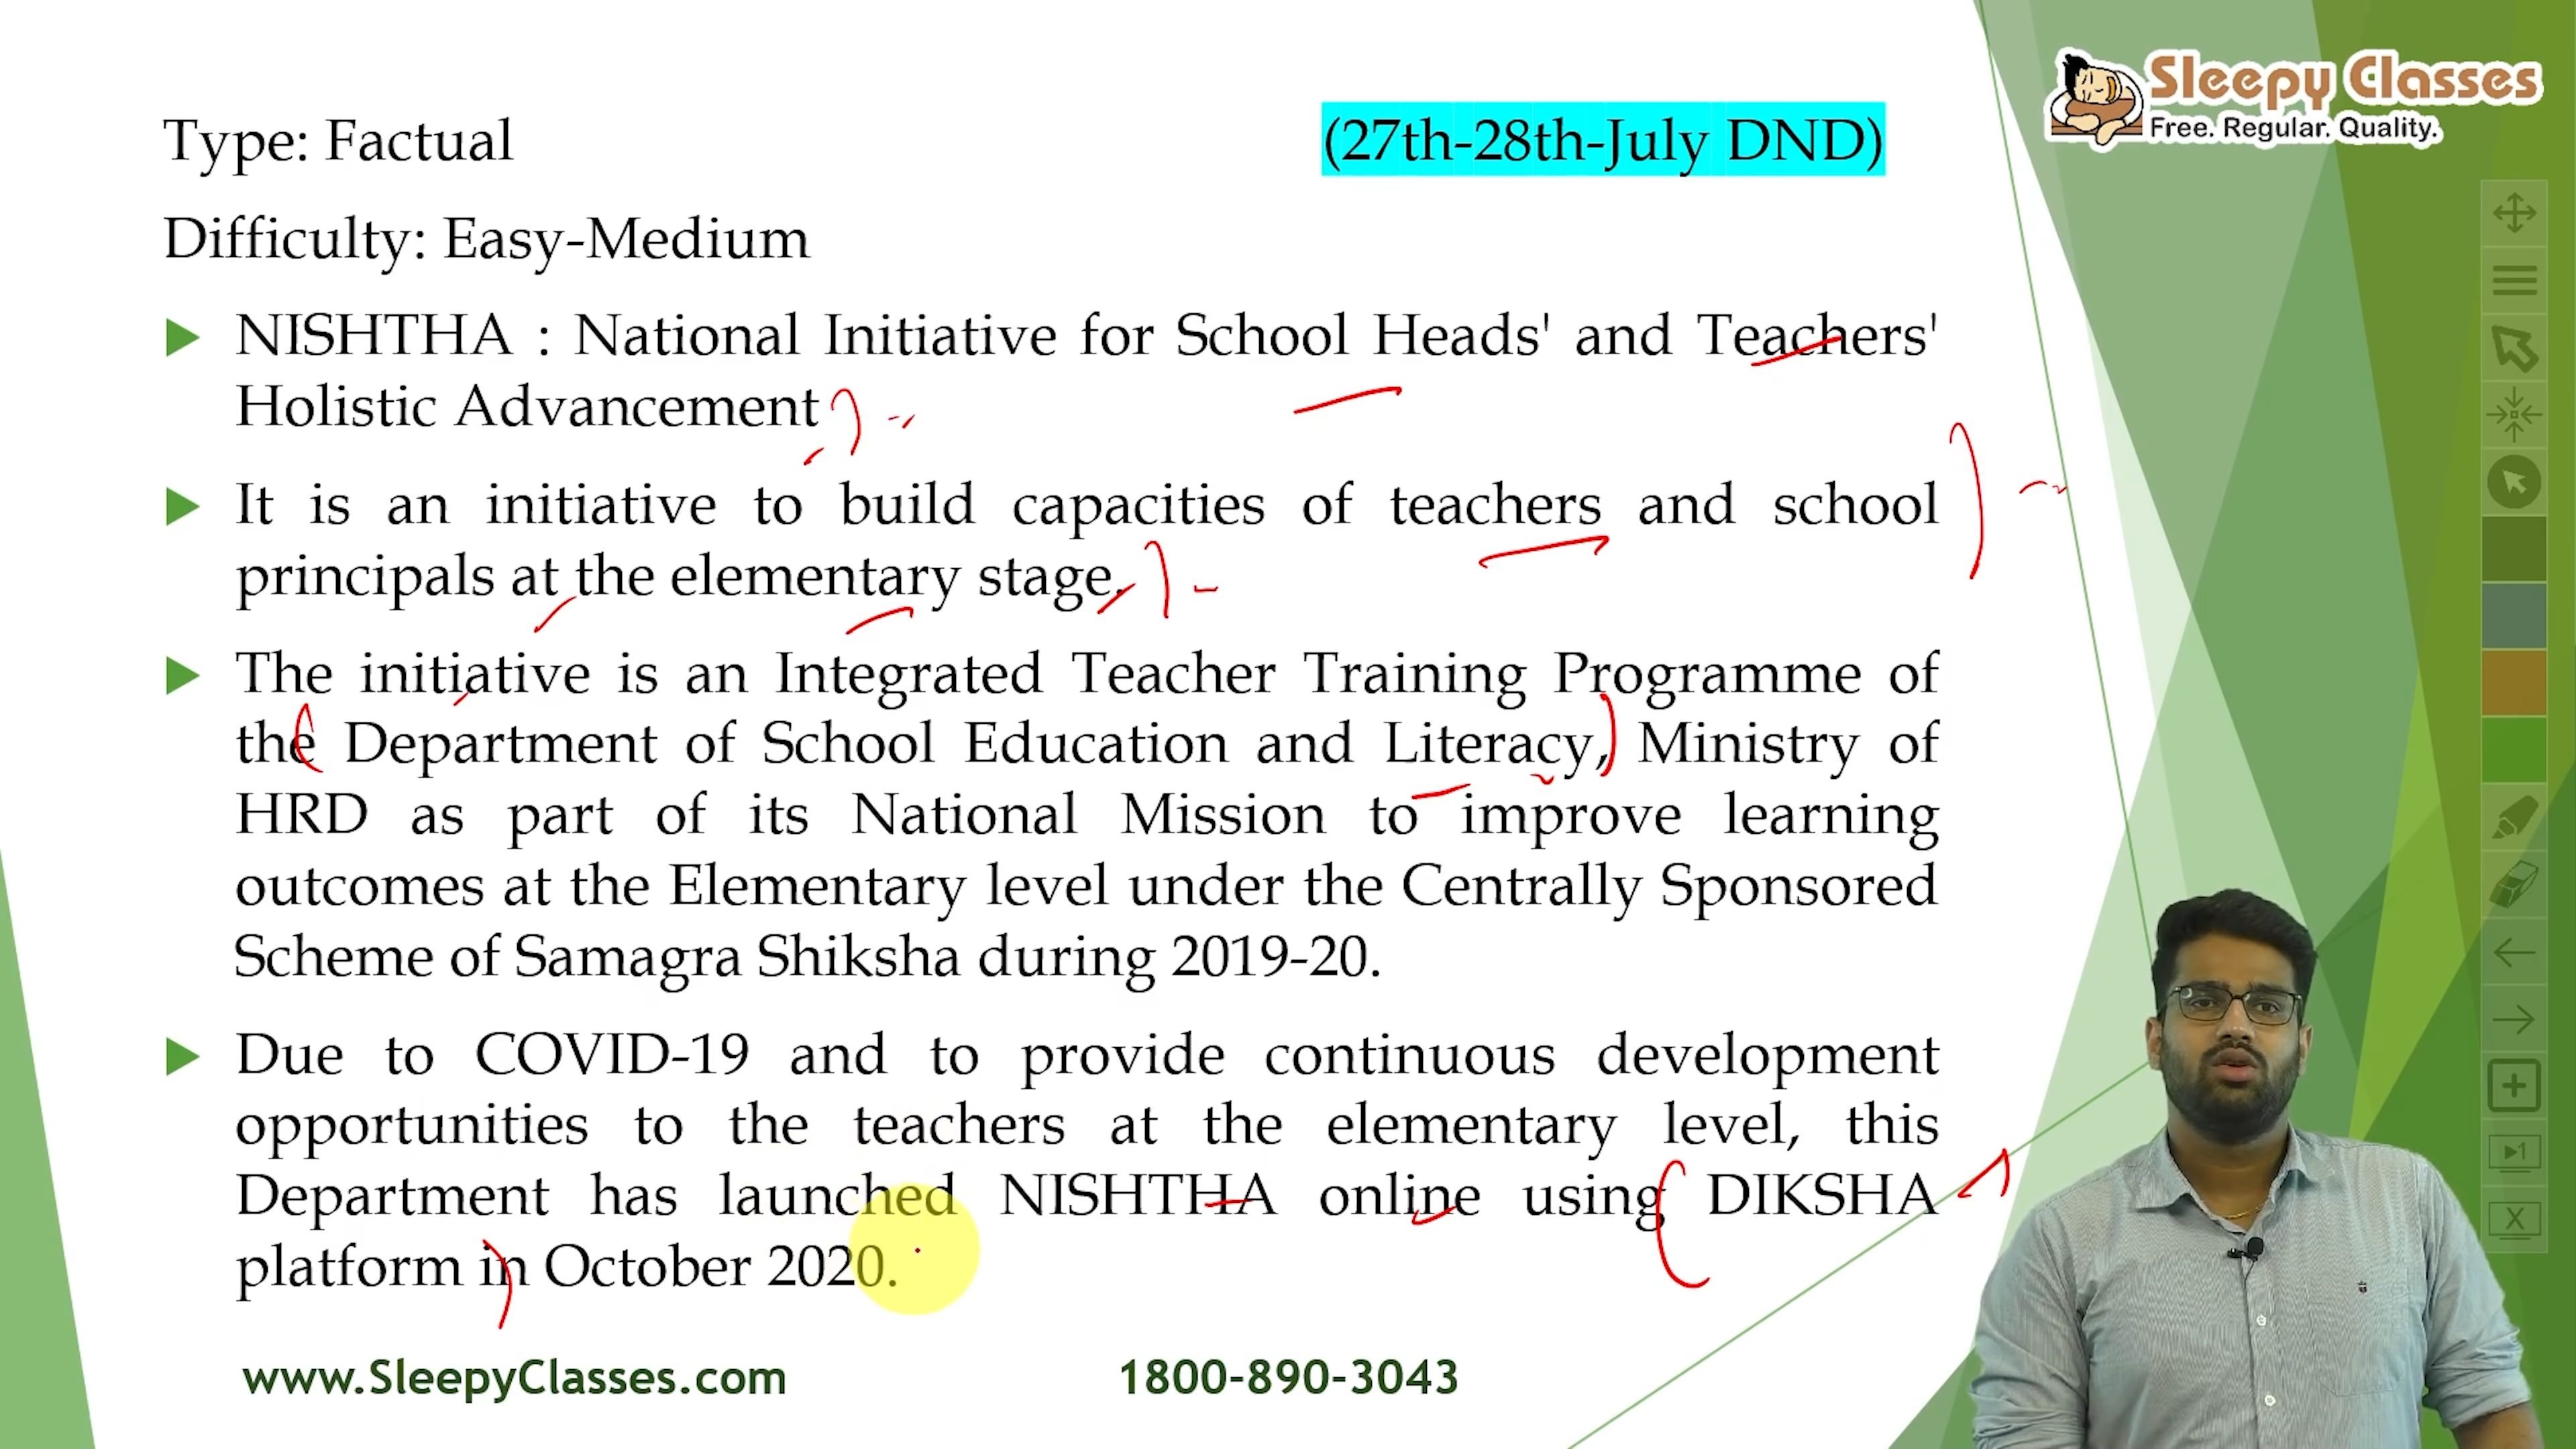 Sleepy Classes
Free. Regular. Quality.
Type: Factual
(27th-28th-July DND)
Difficulty: Easy-Medium
NISHTHA : National Initiative for School Heads' and Teachers'
Holistic Advancement
It is an initiative to build capacities of teachers and school
principals at the elementary stage.
The initiative is an Integrated Teacher Training Programme of
the Department of School Education and Literacy, Ministry of
HRD as part of its National Mission to improve learning
outcomes at the Elementary level under the Centrally Sponsored
Scheme of Samagra Shiksha during 2019-20.
Due to COVID-19 and to provide continuous development
opportunities to the teachers at the elementary level, this
Department has launched NISHTHA online using DIKSHA
platform in October 2020.
www.SleepyClasses.com
1800-890-3043